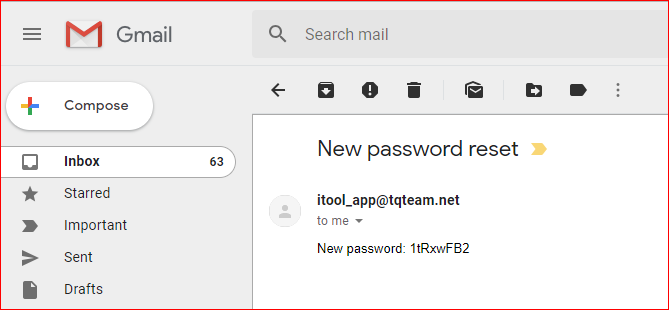 Gmail
Search mail
Compose
Inbox 63
Starred
Important
Sent
Drafts
New password reset
itool_app@tqteam.net
to me
New password: 1tRxwFB2